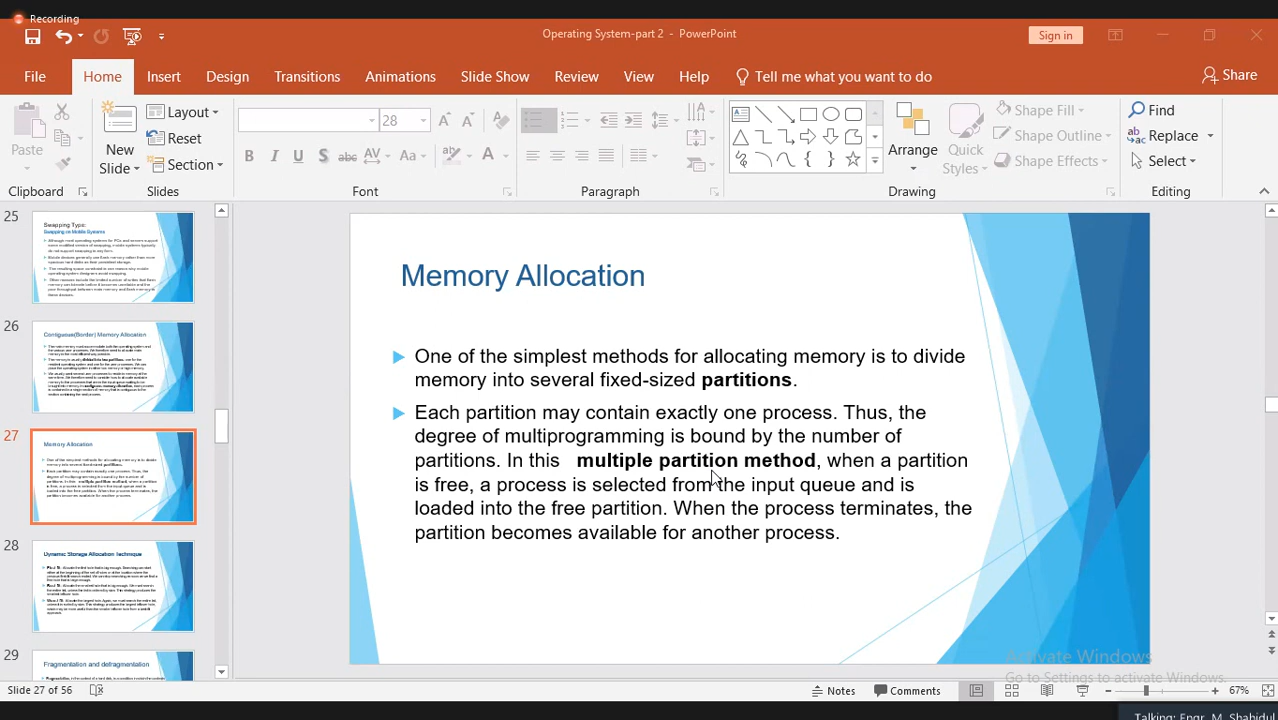 Recording
Operating System-part 2 - PowerPoint
Sign in
File Home Insert Design Transitions Animations Slide Show Review View Help Tell me what you want to do Share
Paste
New
Slide
Layout
Reset
Section
28
Arrange
Quick
Styles
Shape Fill
Shape Outline
Shape Effects
Find
Replace
Select
Clipboard Slides Font Paragraph Drawing Editing
25
Swapping Type:
Swapping on Mobile Systems
26
Contiguous(Border) Memory Allocation
27
Memory Allocation
28
Dynamic Storage Allocation Technique
29
Fragmentation and defragmentation
Memory Allocation
One of the simplest methods for allocating memory is to divide
memory into several fixed-sized partitions.
Each partition may contain exactly one process. Thus, the
degree of multiprogramming is bound by the number of
partitions. In this multiple partition method, when a partition
is free, a process is selected from the input queue and is
loaded into the free partition. When the process terminates, the
partition becomes available for another process.
Activate Windows
Go to Settings to activate Windows.
Slide 27 of 56
Notes Comments 67%
Talking: Engr. M. Shahidul